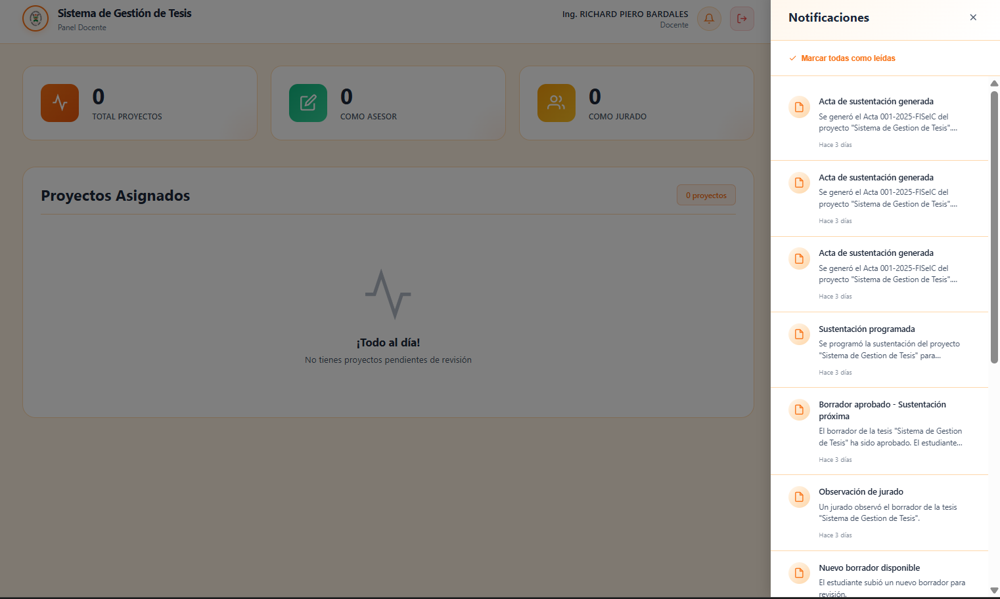 Sistema de Gestión de Tesis
Panel Docente
Ing. RICHARD PIERO BARDALES
Docente
0
TOTAL PROYECTOS
0
COMO ASESOR
0
COMO JURADO
Proyectos Asignados
0 proyectos
¡Todo al día!
No tienes proyectos pendientes de revisión
Notificaciones
Marcar todas como leídas
Acta de sustentación generada
Se generó el Acta 001-2025-FISeIC del
proyecto "Sistema de Gestion de Tesis"....
Hace 3 días
Acta de sustentación generada
Se generó el Acta 001-2025-FISeIC del
proyecto "Sistema de Gestion de Tesis"....
Hace 3 días
Acta de sustentación generada
Se generó el Acta 001-2025-FISeIC del
proyecto "Sistema de Gestion de Tesis"....
Hace 3 días
Sustentación programada
Se programó la sustentación del proyecto
"Sistema de Gestion de Tesis" para...
Hace 3 días
Borrador aprobado - Sustentación
próxima
El borrador de la tesis "Sistema de Gestion
de Tesis" ha sido aprobado. El estudiante...
Hace 3 días
Observación de jurado
Un jurado observó el borrador de la tesis
"Sistema de Gestion de Tesis".
Hace 3 días
Nuevo borrador disponible
El estudiante subió un nuevo borrador para
revisión.